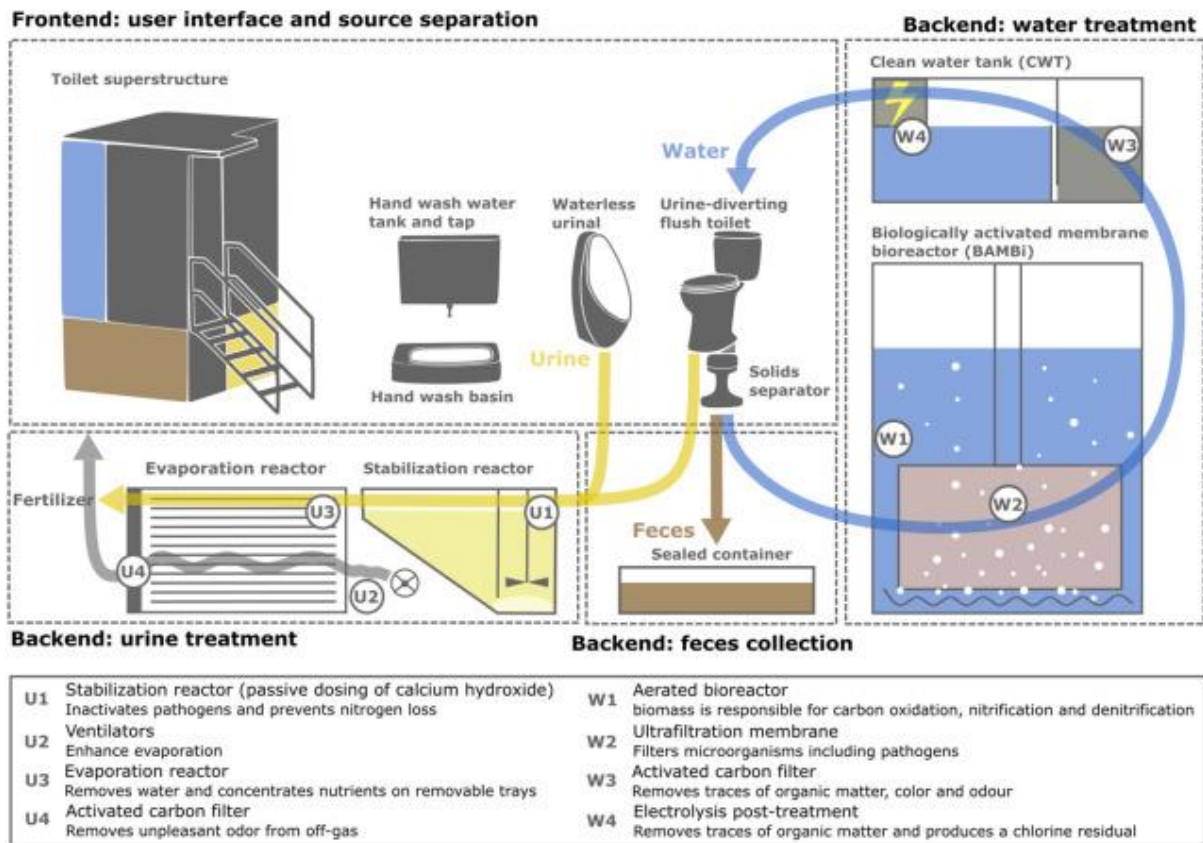 Frontend: user interface and source separation
Backend: water treatment
Toilet superstructure
Clean water tank (CWT)
W4
W3
Water
Hand wash water
tank and tap
Waterless
urinal
Urine-diverting
flush toilet
Biologically activated membrane
bioreactor (BAMBi)
Urine
Solids
separator
Hand wash basin
W1
W2
Evaporation reactor
Stabilization reactor
Fertilizer
U3
U1
U4
U2
Feces
Sealed container
Backend: urine treatment
Backend: feces collection
U1 Stabilization reactor (passive dosing of calcium hydroxide)
Inactivates pathogens and prevents nitrogen loss
U2 Ventilators
Enhance evaporation
U3 Evaporation reactor
Removes water and concentrates nutrients on removable trays
U4 Activated carbon filter
Removes unpleasant odor from off-gas
W1 Aerated bioreactor
biomass is responsible for carbon oxidation, nitrification and denitrification
W2 Ultrafiltration membrane
Filters microorganisms including pathogens
W3 Activated carbon filter
Removes traces of organic matter, color and odour
W4 Electrolysis post-treatment
Removes traces of organic matter and produces a chlorine residual